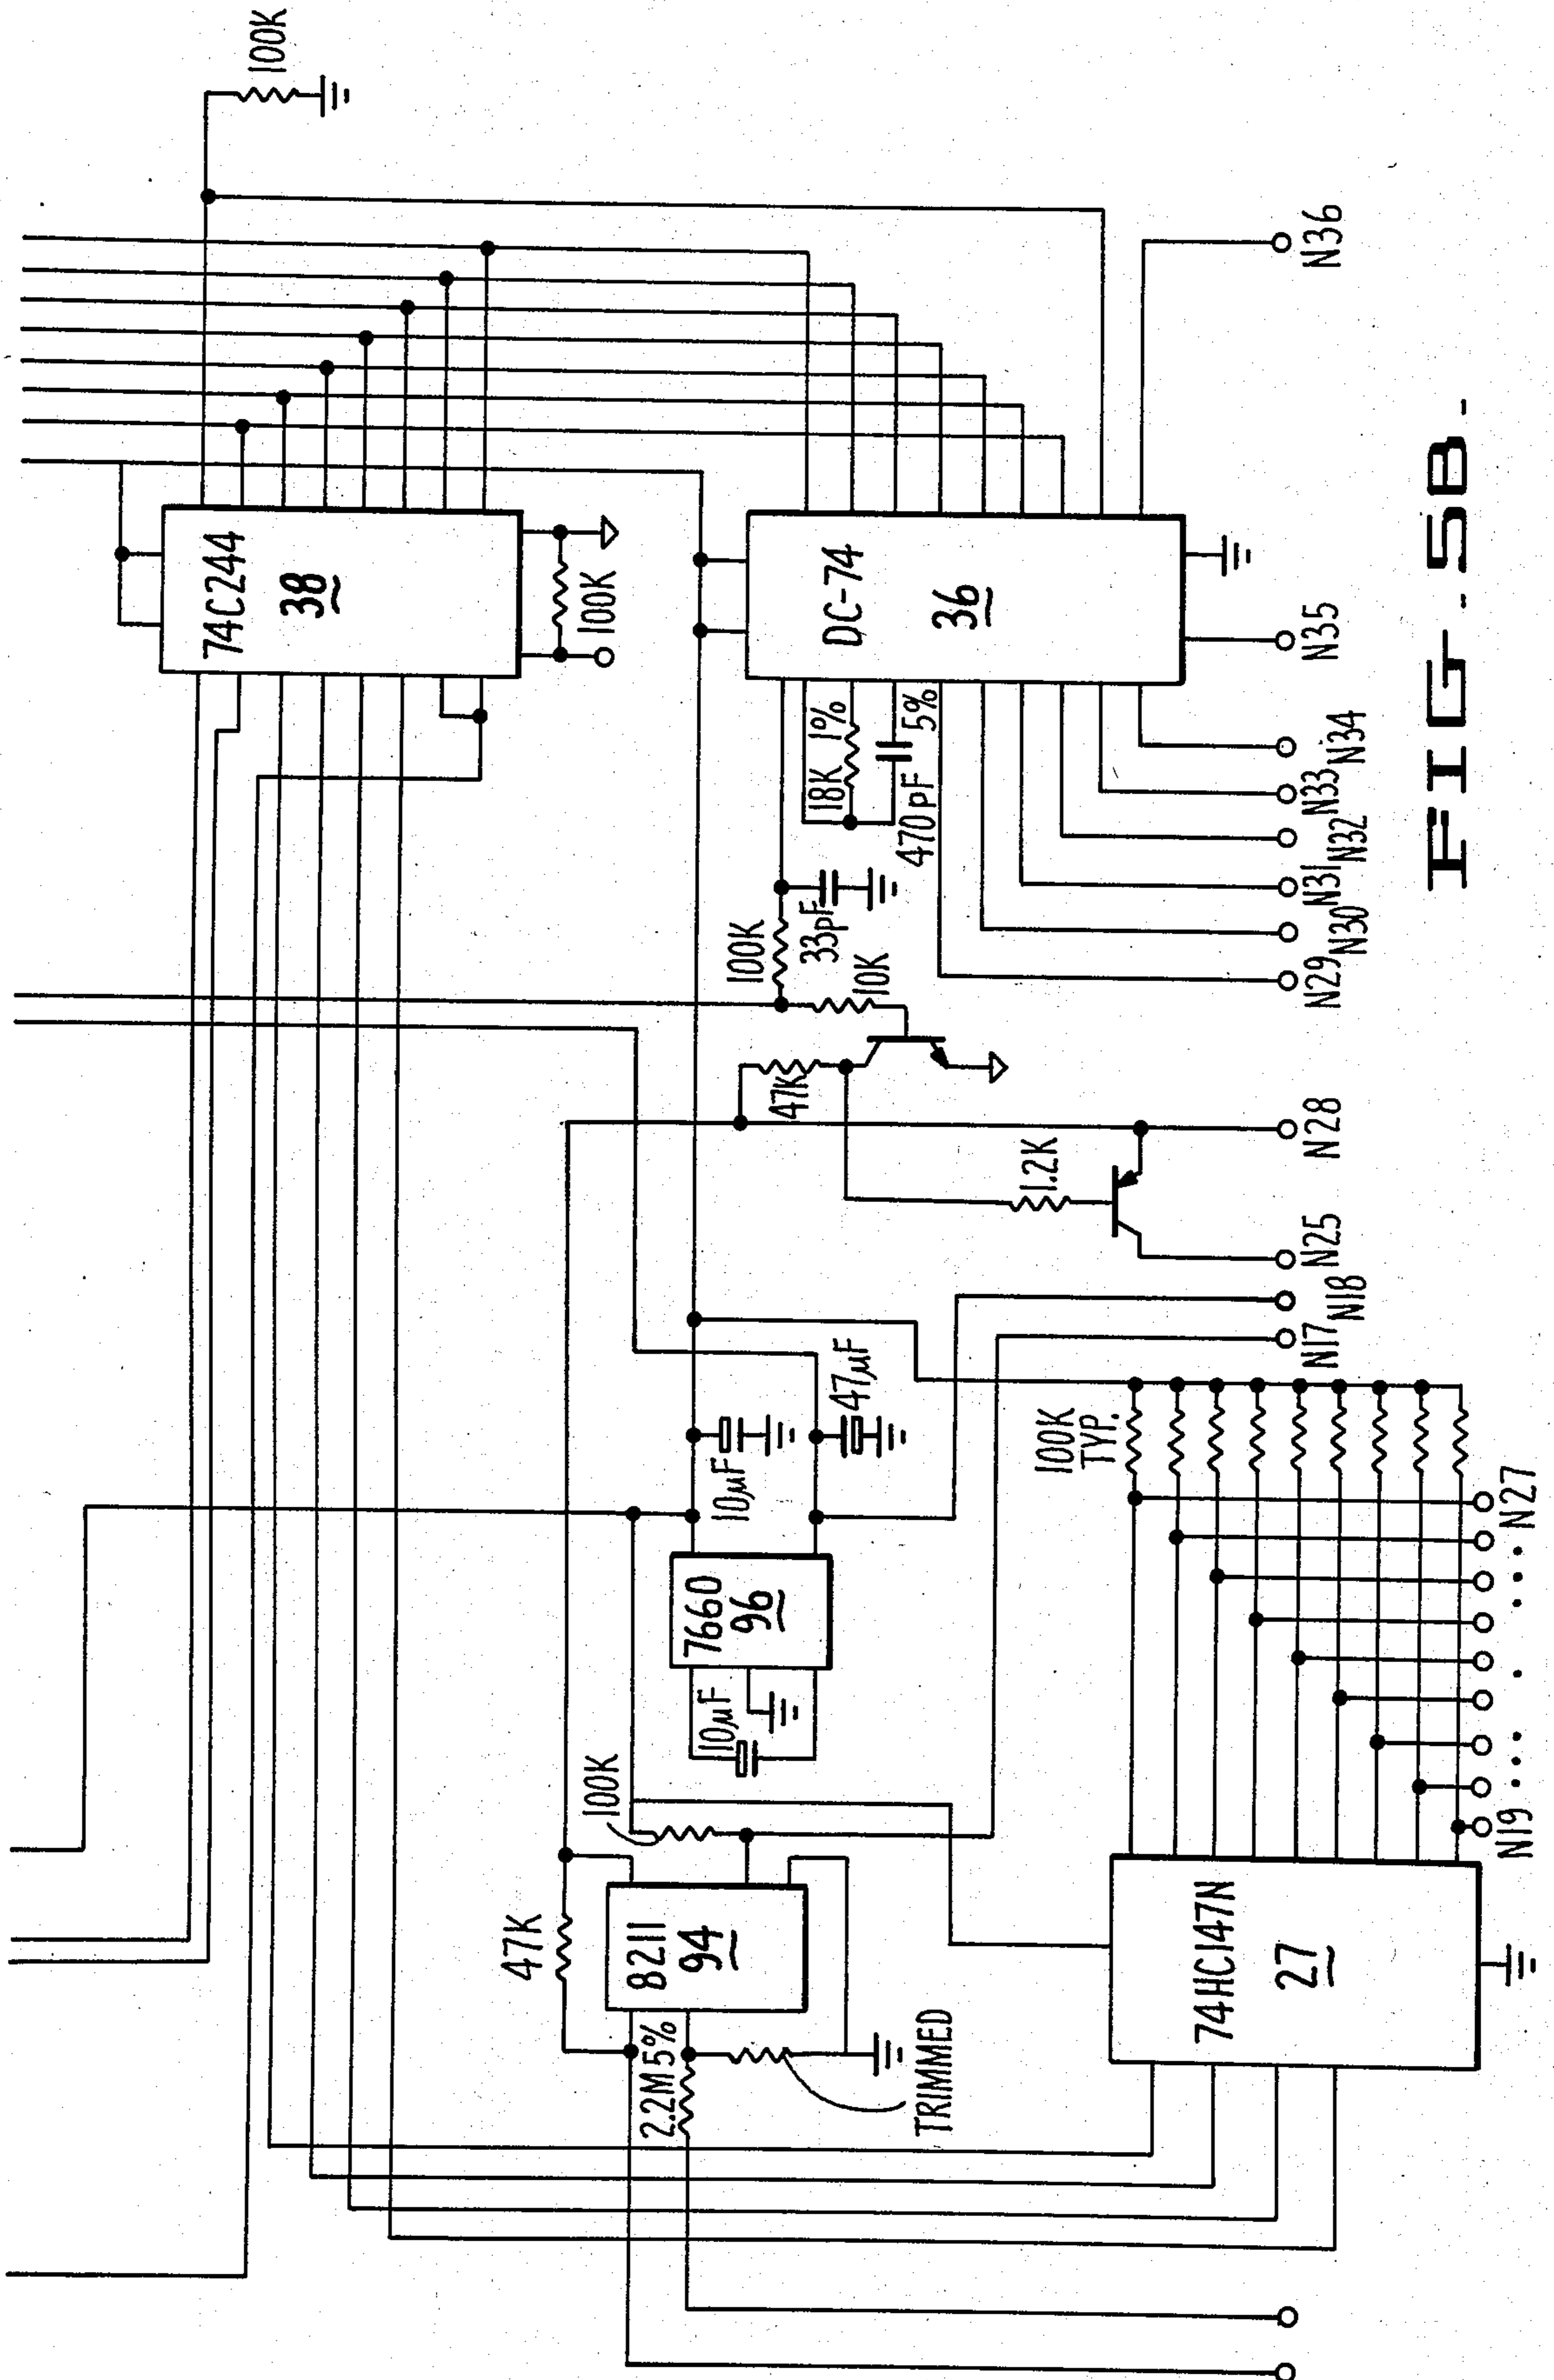 100K
74C244
38
100K
DC-74
36
18K 1%
470pF 5%
33pF
100K
10K
47K
1.2K
N36
N35
N34
N33
N32
N31
N30
N29
N28
N25
N18
N17
47µF
10µF
7660
96
10µF
100K
47K
8211
94
2.2M 5%
TRIMMED
100K
TYP.
N27
N19
74HC147N
27
FIG. 5B.